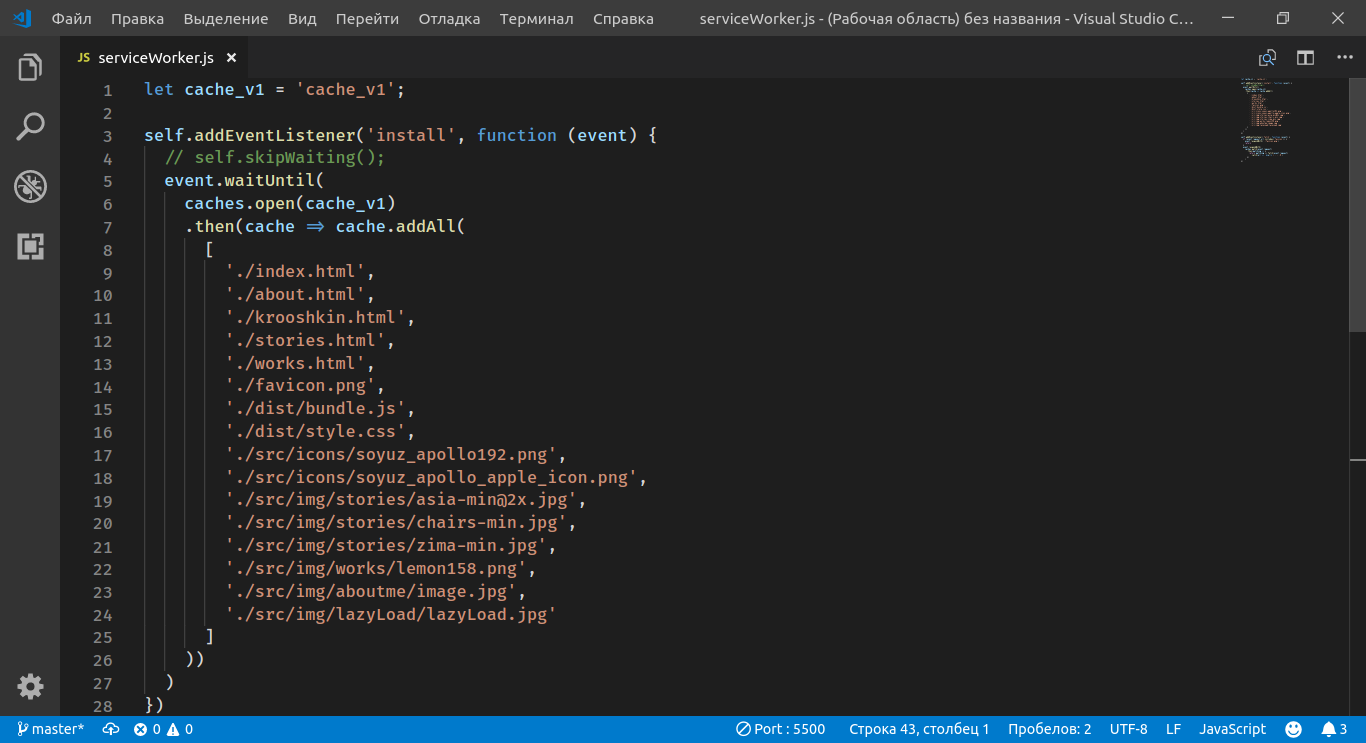 Файл Правка Выделение Вид Перейти Отладка Терминал Справка serviceWorker.js - (Рабочая область) без названия - Visual Studio C...
JS serviceWorker.js ×
1 let cache_v1 = 'cache_v1';
2
3 self.addEventListener('install', function (event) {
4 // self.skipWaiting();
5 event.waitUntil(
6 caches.open(cache_v1)
7 .then(cache => cache.addAll(
8 [
9 './index.html',
10 './about.html',
11 './krooshkin.html',
12 './stories.html',
13 './works.html',
14 './favicon.png',
15 './dist/bundle.js',
16 './dist/style.css',
17 './src/icons/soyuz_apollo192.png',
18 './src/icons/soyuz_apollo_apple_icon.png',
19 './src/img/stories/asia-min@2x.jpg',
20 './src/img/stories/chairs-min.jpg',
21 './src/img/stories/zima-min.jpg',
22 './src/img/works/lemon158.png',
23 './src/img/aboutme/image.jpg',
24 './src/img/lazyLoad/lazyLoad.jpg'
25 ]
26 ))
27 )
28 })
master* 0 0 Port : 5500 Строка 43, столбец 1 Пробелов: 2 UTF-8 LF JavaScript 3